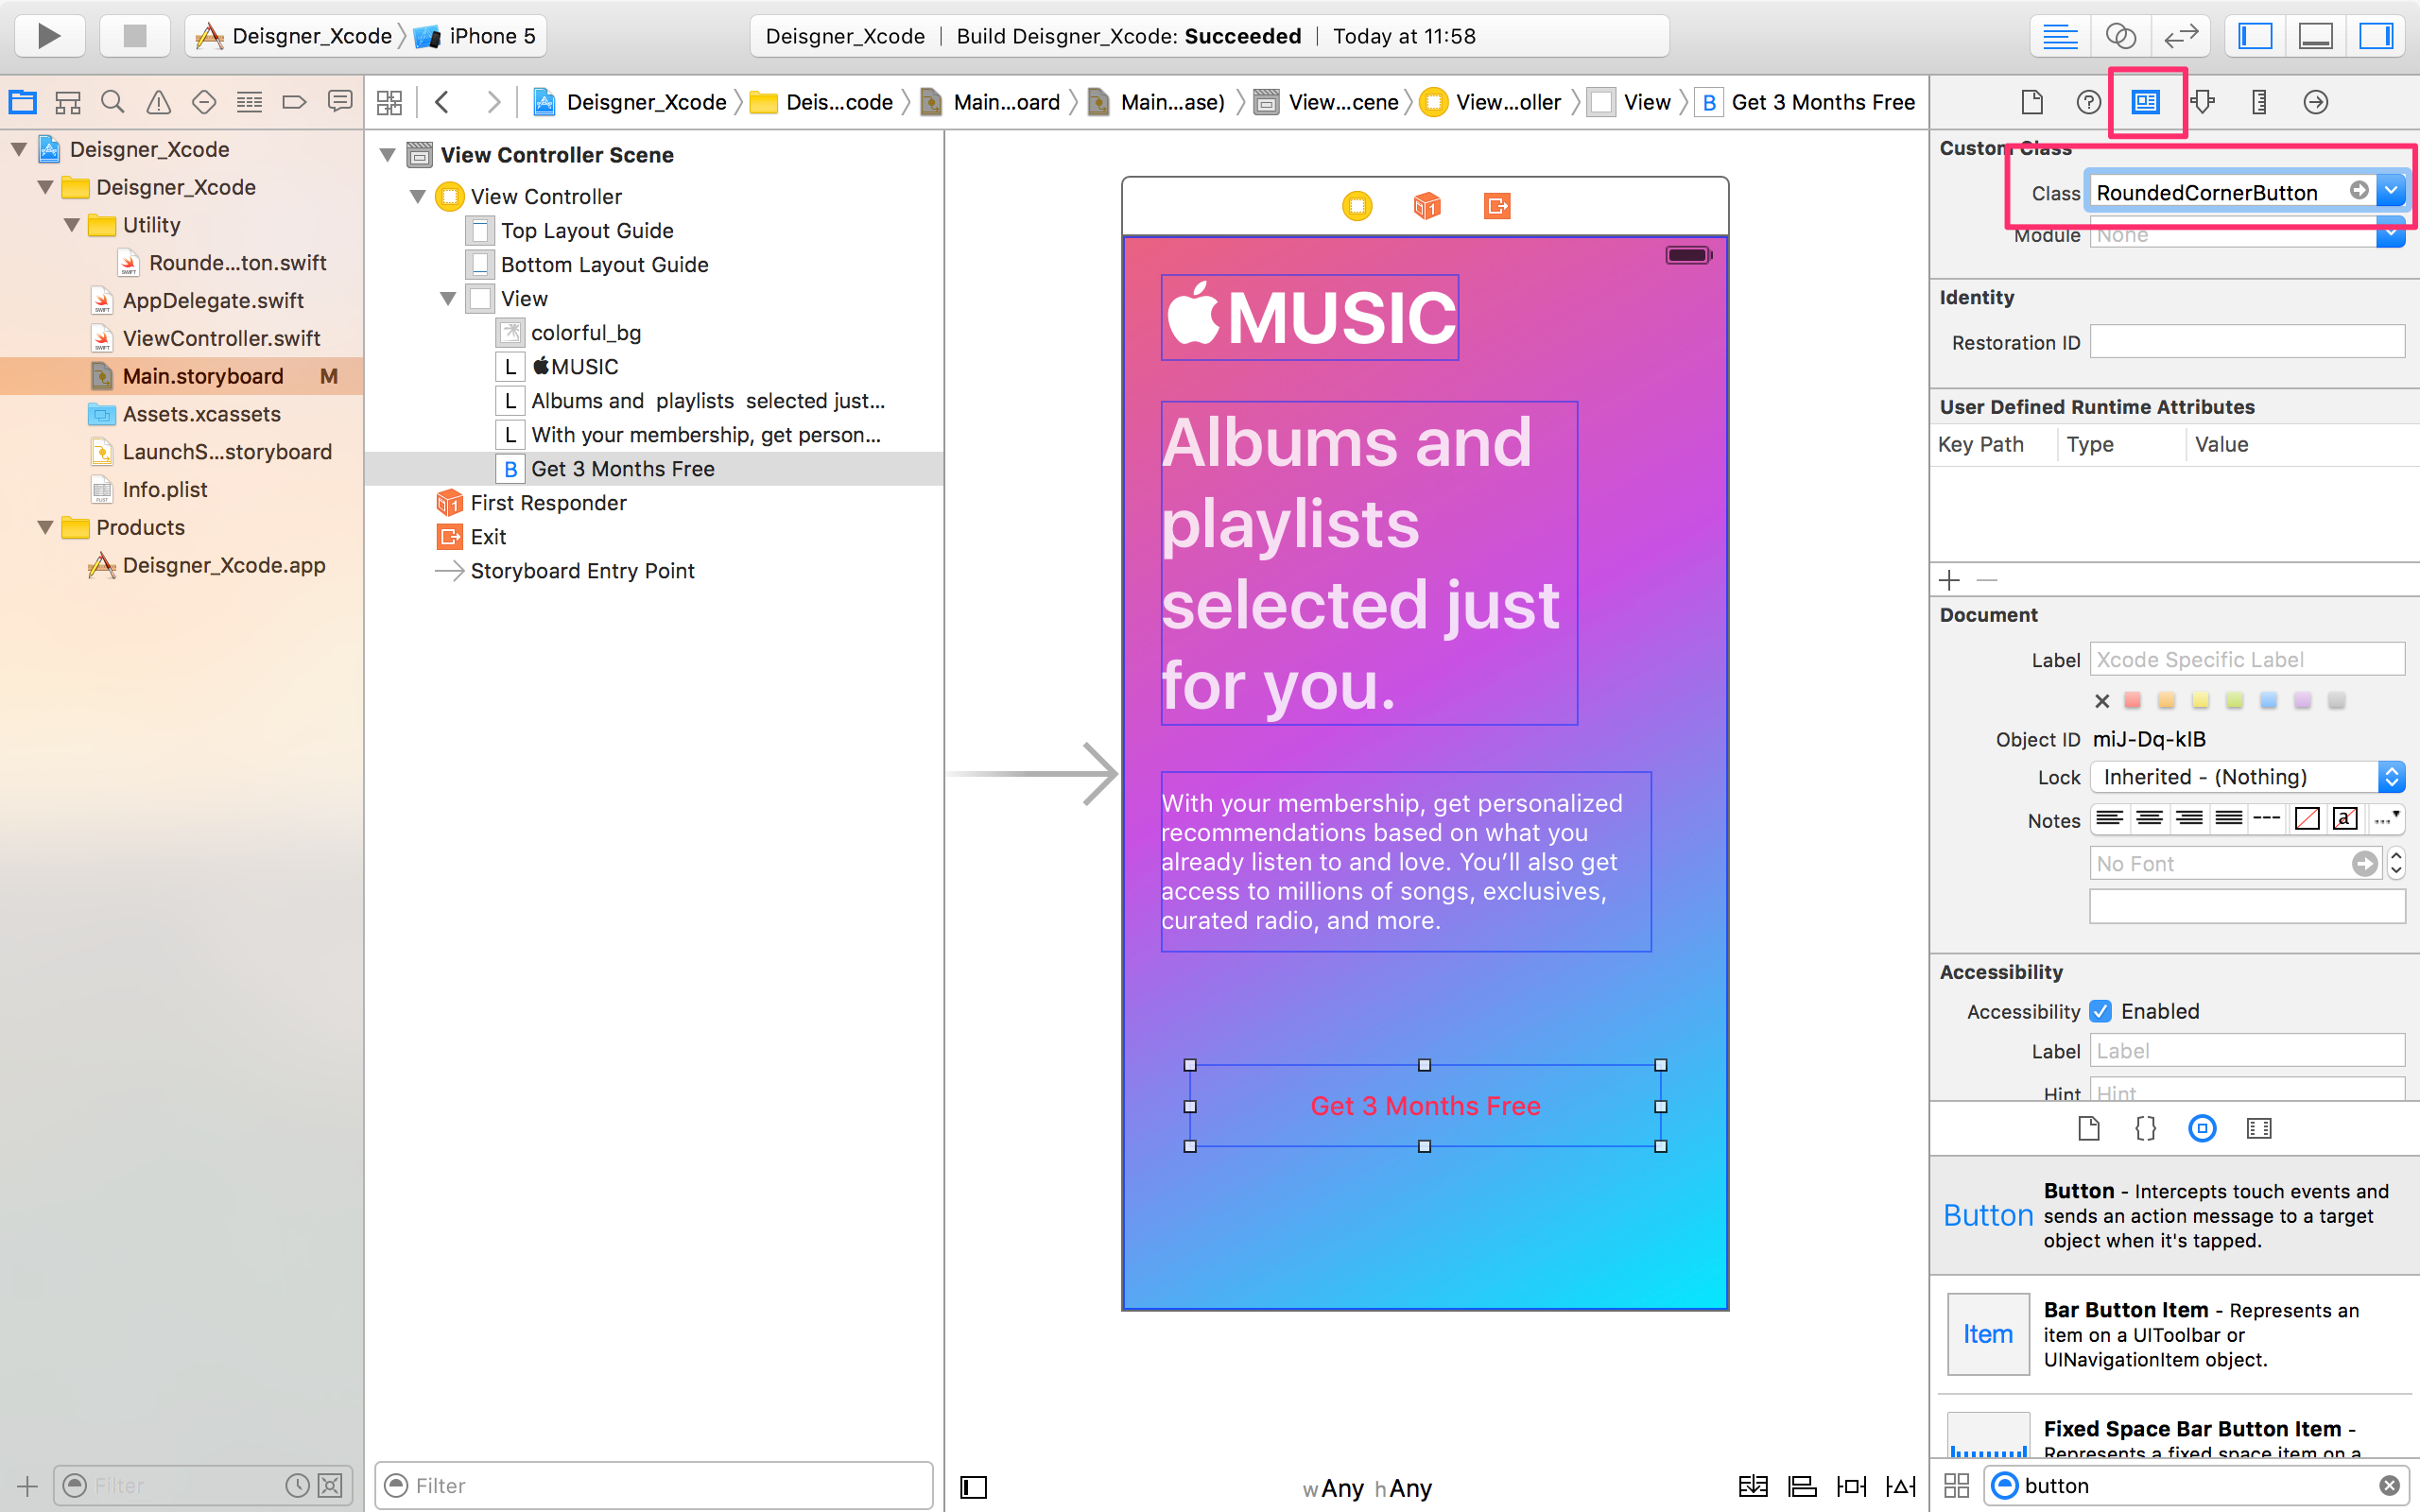 Deisgner_Xcode iPhone 5
Deisgner_Xcode Build Deisgner_Xcode: Succeeded Today at 11:58
Deisgner_Xcode Deis...code Main...oard Main...ase) View...cene View...oller View B Get 3 Months Free
Deisgner_Xcode
Deisgner_Xcode
Utility
Rounde...ton.swift
AppDelegate.swift
ViewController.swift
Main.storyboard M
Assets.xcassets
LaunchS...storyboard
Info.plist
Products
Deisgner_Xcode.app
Filter
View Controller Scene
View Controller
Top Layout Guide
Bottom Layout Guide
View
colorful_bg
L MUSIC
L Albums and playlists selected just...
L With your membership, get person...
B Get 3 Months Free
First Responder
Exit
Storyboard Entry Point
Filter
MUSIC
Albums and
playlists
selected just
for you.
With your membership, get personalized
recommendations based on what you
already listen to and love. You’ll also get
access to millions of songs, exclusives,
curated radio, and more.
Get 3 Months Free
wAny hAny
Custom Class
Class RoundedCornerButton
Module None
Identity
Restoration ID
User Defined Runtime Attributes
Key Path Type Value
Document
Label Xcode Specific Label
Object ID miJ-Dq-kIB
Lock Inherited - (Nothing)
Notes
No Font
Accessibility
Accessibility Enabled
Label Label
Hint Hint
Button Button - Intercepts touch events and
sends an action message to a target
object when it's tapped.
Item Bar Button Item - Represents an
item on a UIToolbar or
UINavigationItem object.
Fixed Space Bar Button Item -
Represents a fixed space item on a
button